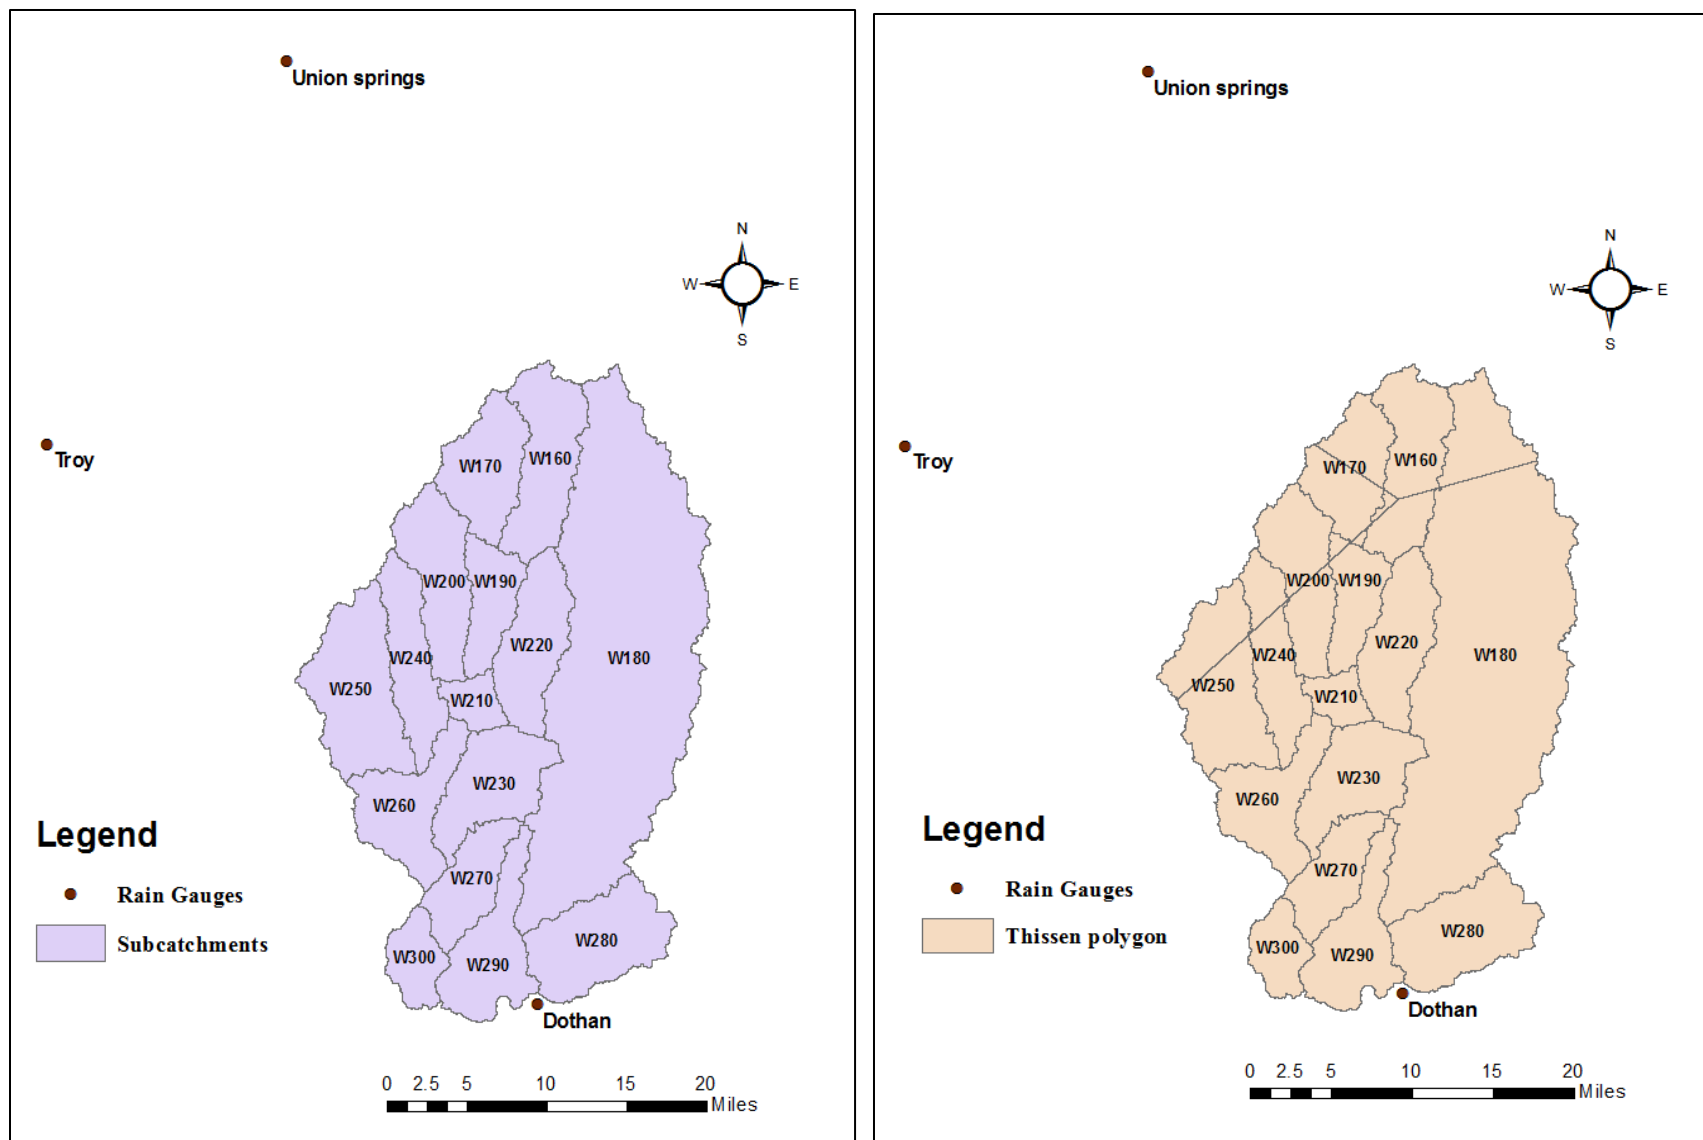 Union springs
N
W
E
S
Troy
W170
W160
W200
W190
W220
W240
W180
W250
W210
W230
W260
W270
W280
W300
W290
Dothan
Legend
Rain Gauges
Subcatchments
0 2.5 5 10 15 20
Miles
Union springs
N
W
E
S
Troy
W170
W160
W200
W190
W220
W240
W180
W250
W210
W230
W260
W270
W280
W300
W290
Dothan
Legend
Rain Gauges
Thissen polygon
0 2.5 5 10 15 20
Miles